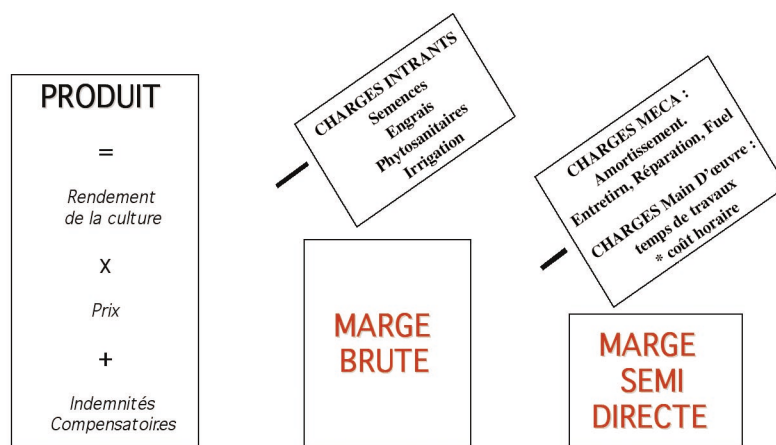 PRODUIT
=
Rendement
de la culture
X
Prix
+
Indemnités
Compensatoires
CHARGES INTRANTS
Semences
Engrais
Phytosanitaires
Irrigation
MARGE
BRUTE
CHARGES MECA :
Amortissement.
Entretirn, Réparation, Fuel
CHARGES Main D'œuvre :
temps de travaux
* coût horaire
MARGE
SEMI
DIRECTE